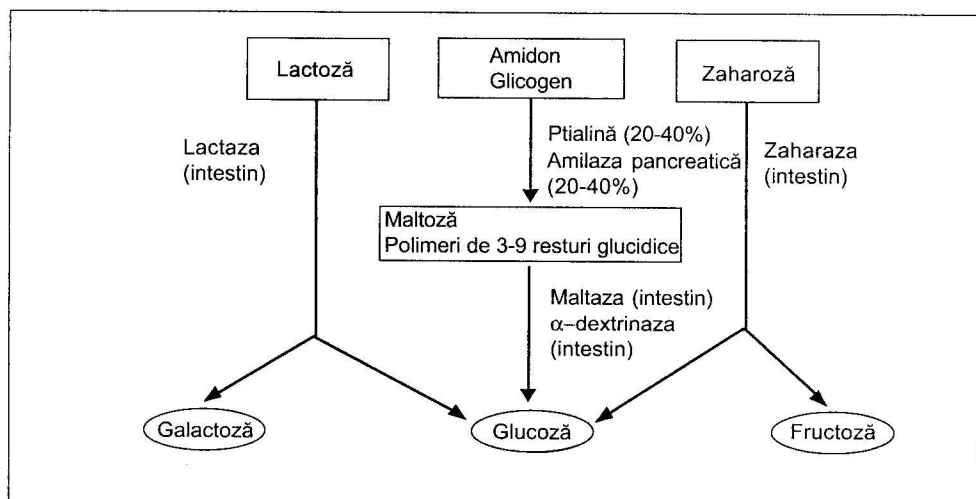 Lactoză
Amidon
Glicogen
Zaharoză
Lactaza
(intestin)
Ptialină (20-40%)
Amilaza pancreatică
(20-40%)
Zaharaza
(intestin)
Maltoză
Polimeri de 3-9 resturi glucidice
Maltaza (intestin)
α–dextrinaza
(intestin)
Galactoză
Glucoză
Fructoză